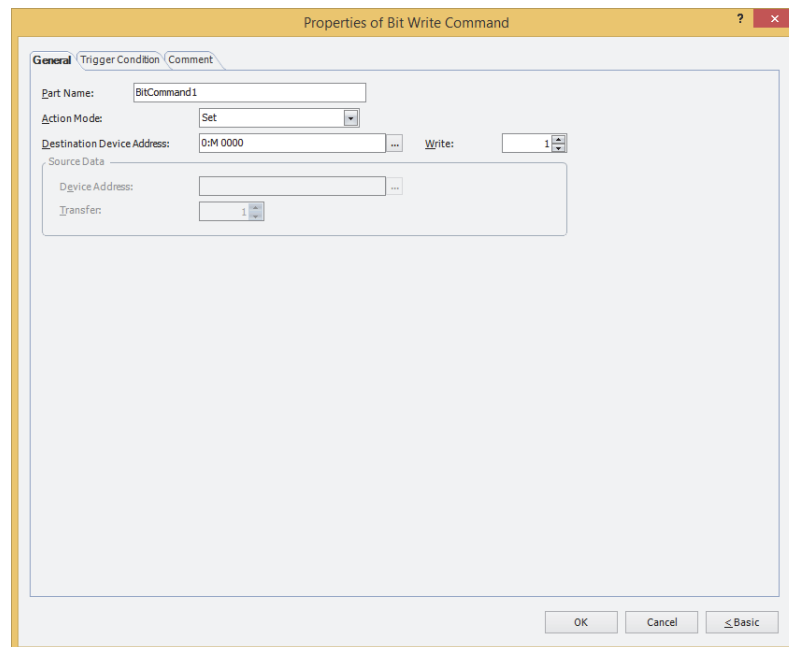 Properties of Bit Write Command
General Trigger Condition Comment
Part Name: BitCommand1
Action Mode: Set
Destination Device Address: 0:M 0000 ... Write: 1
Source Data
Device Address: ...
Transfer: 1
OK Cancel < Basic